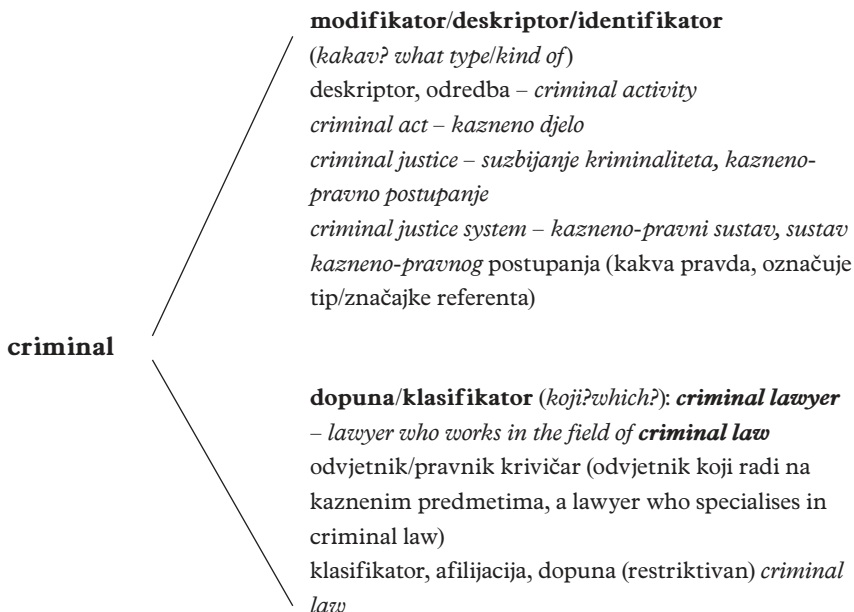 modifikator/deskriptor/identifikator
(kakav? what type/kind of)
deskriptor, odredba – criminal activity
criminal act – kazneno djelo
criminal justice – suzbijanje kriminaliteta, kazneno-
pravno postupanje
criminal justice system – kazneno-pravni sustav, sustav
kazneno-pravnog postupanja (kakva pravda, označuje
tip/značajke referenta)
criminal
dopuna/klasifikator (koji?which?): criminal lawyer
– lawyer who works in the field of criminal law
odvjetnik/pravnik krivičar (odvjetnik koji radi na
kaznenim predmetima, a lawyer who specialises in
criminal law)
klasifikator, afilijacija, dopuna (restriktivan) criminal
law